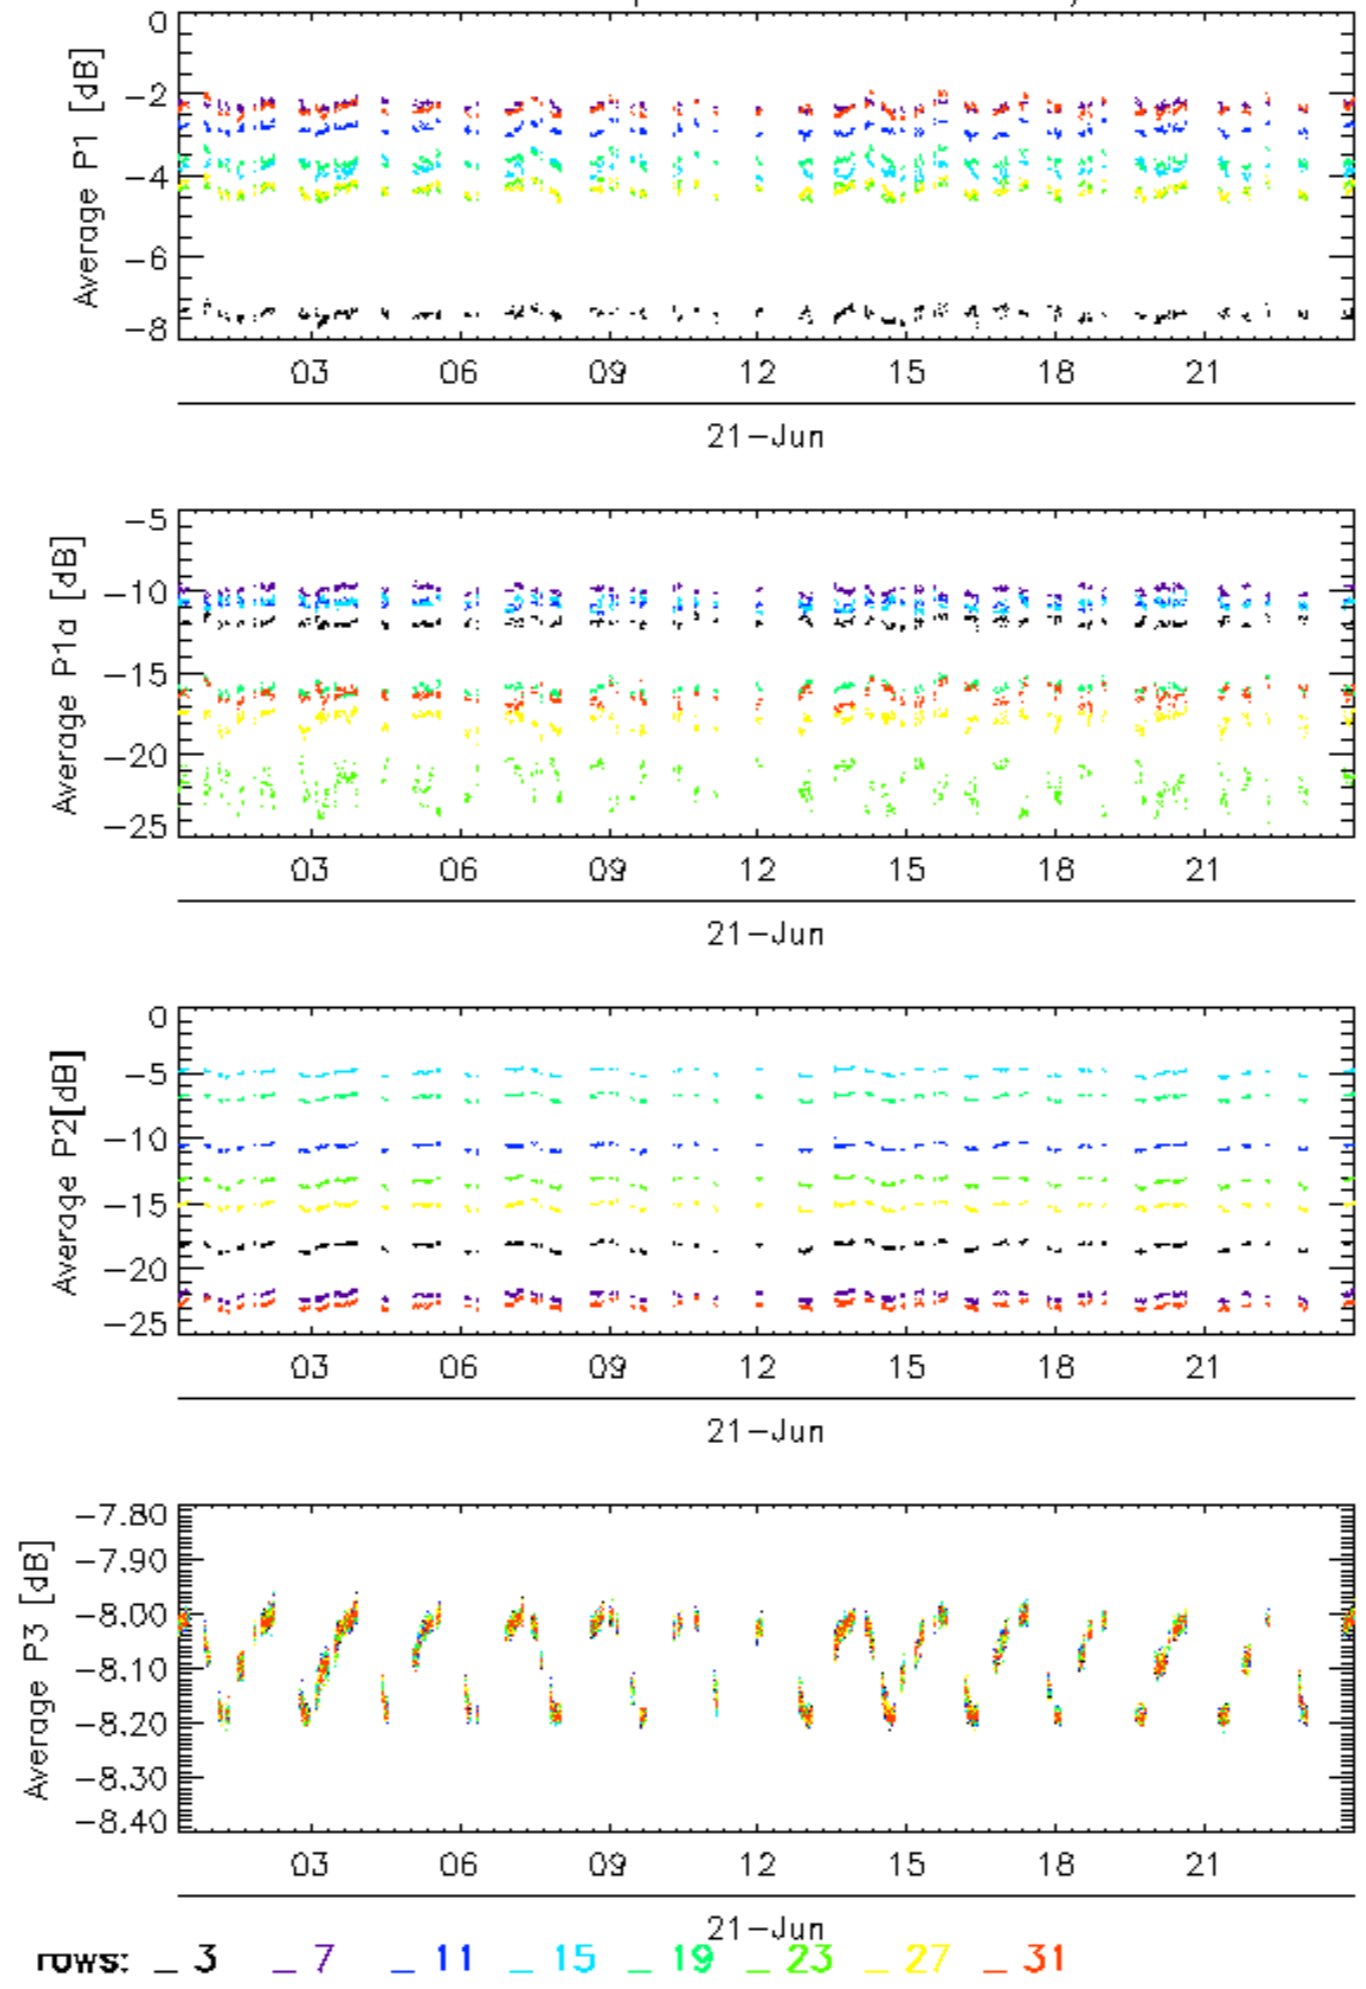 Average P1 [dB]
0
−2
−4
−6
−8
03 06 09 12 15 18 21
21−Jun
Average P1a [dB]
−5
−10
−15
−20
−25
03 06 09 12 15 18 21
21−Jun
Average P2[dB]
0
−5
−10
−15
−20
−25
03 06 09 12 15 18 21
21−Jun
Average P3 [dB]
−7.80
−7.90
−8.00
−8.10
−8.20
−8.30
−8.40
03 06 09 12 15 18 21
21−Jun
rows: _ 3 _ 7 _ 11 _ 15 _ 19 _ 23 _ 27 _ 31